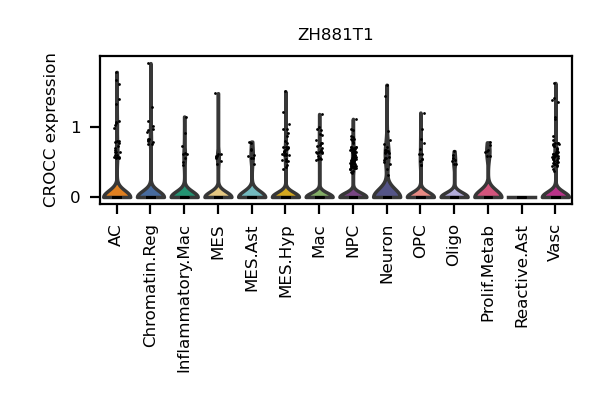 ZH881T1
CROCC expression
1
0
AC
Chromatin.Reg
Inflammatory.Mac
MES
MES.Ast
MES.Hyp
Mac
NPC
Neuron
OPC
Oligo
Prolif.Metab
Reactive.Ast
Vasc